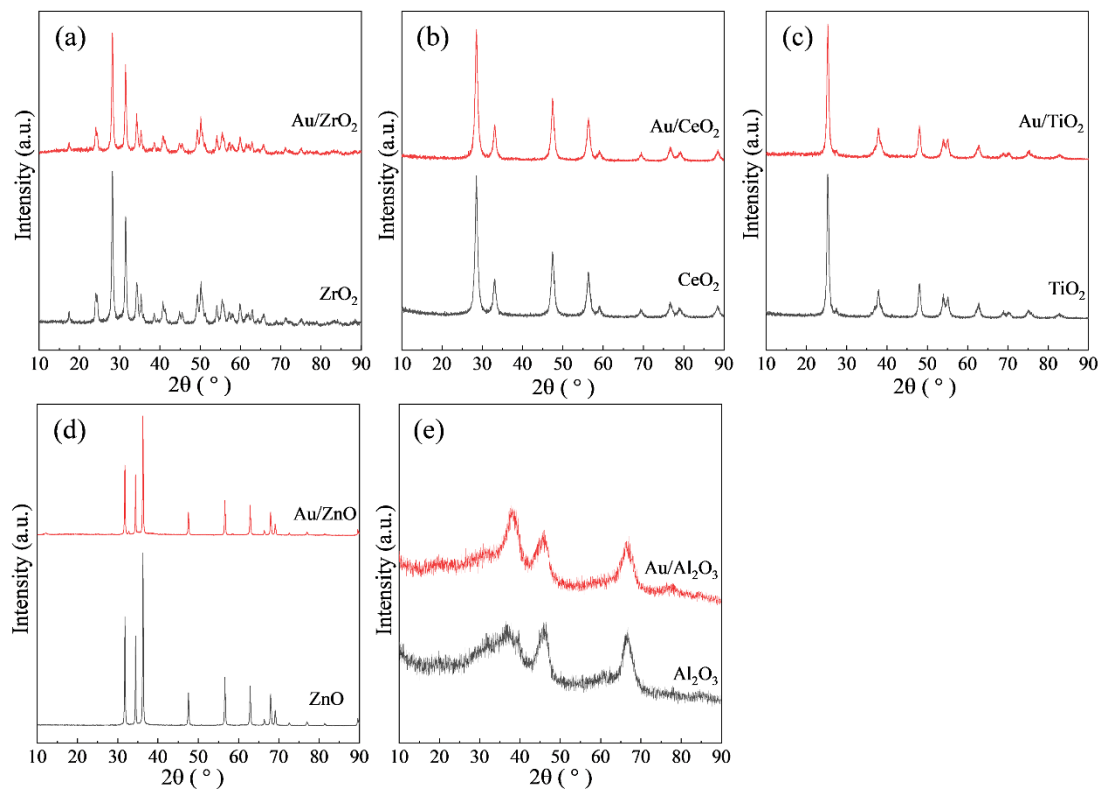 (a)
Au/ZrO₂
ZrO₂
Intensity (a.u.)
10 20 30 40 50 60 70 80 90
2θ ( ° )
(b)
Au/CeO₂
CeO₂
Intensity (a.u.)
10 20 30 40 50 60 70 80 90
2θ ( ° )
(c)
Au/TiO₂
TiO₂
Intensity (a.u.)
10 20 30 40 50 60 70 80 90
2θ ( ° )
(d)
Au/ZnO
ZnO
Intensity (a.u.)
10 20 30 40 50 60 70 80 90
2θ ( ° )
(e)
Au/Al₂O₃
Al₂O₃
Intensity (a.u.)
10 20 30 40 50 60 70 80 90
2θ ( ° )